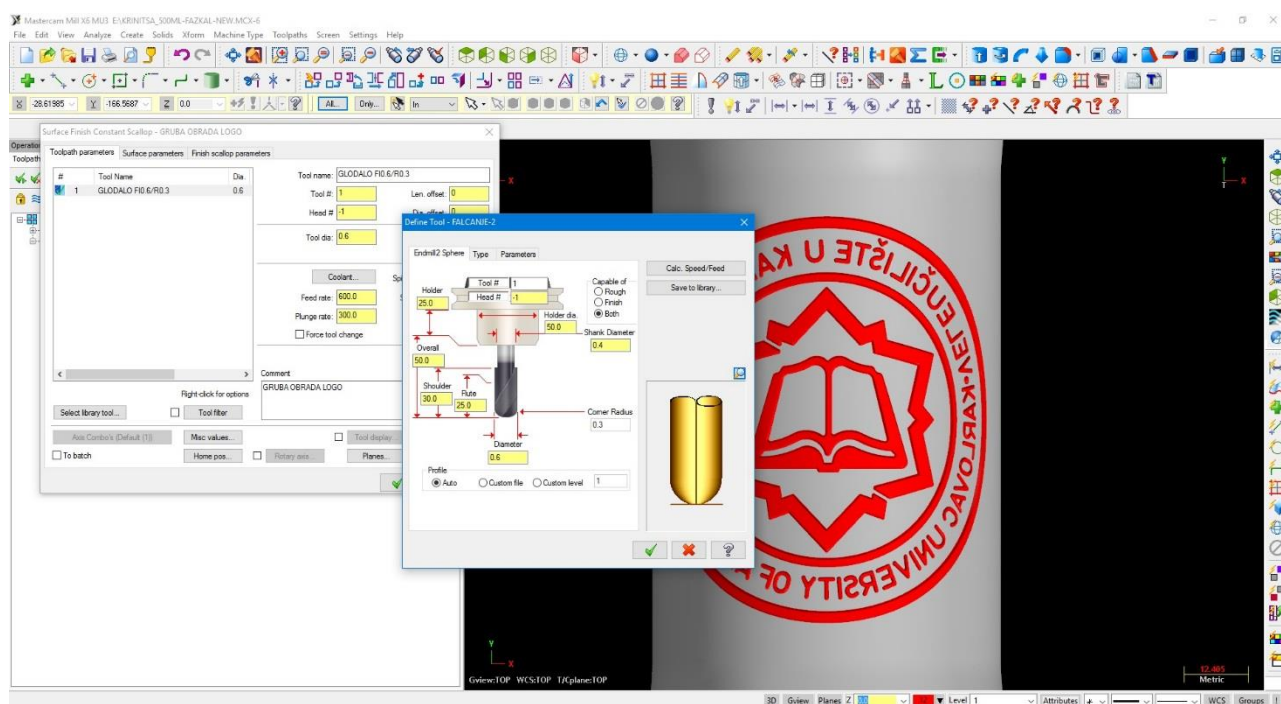 Mastercam Mill X6 MU3 E:\KRINITSA_500ML-FAZKAL-NEW.MCX-6
File Edit View Analyze Create Solids Xform Machine Type Toolpaths Screen Settings Help
X -28.61985 Y -166.5687 Z 0.0 All... Only... In
Surface Finish Constant Scallop - GRUBA OBRADA LOGO
Toolpath parameters Surface parameters Finish scallop parameters
# Tool Name Dia.
1 GLODALO FI0.6/R0.3 0.6
Tool name: GLODALO FI0.6/R0.3
Tool #: 1 Len. offset: 0
Head # -1 Dia. offset: 0
Tool dia: 0.6
Coolant...
Feed rate: 600.0
Plunge rate: 300.0
Force tool change
Comment
GRUBA OBRADA LOGO
Right-click for options
Select library tool... Tool filter
Axis Combo's (Default (1)) Misc values... Tool display...
To batch Home pos... Rotary axis... Planes...
Define Tool - FALCANJE-2
Endmill2 Sphere Type Parameters
Calc. Speed/Feed
Save to library...
Tool # 1
Head # -1
Capable of
Rough
Finish
Both
Holder
25.0
Holder dia.
50.0
Shank Diameter
0.4
Overall
50.0
Shoulder
30.0
Flute
25.0
Corner Radius
0.3
Diameter
0.6
Profile
Auto Custom file Custom level 1
VELEUČILIŠTE U KA
KARLOVAC UNIVERSITY OF
Y
X
T
X
Y
X
Gview:TOP WCS:TOP T/Cplane:TOP
12.405
Metric
3D Gview Planes Z 0.0 Level 1 Attributes WCS Groups